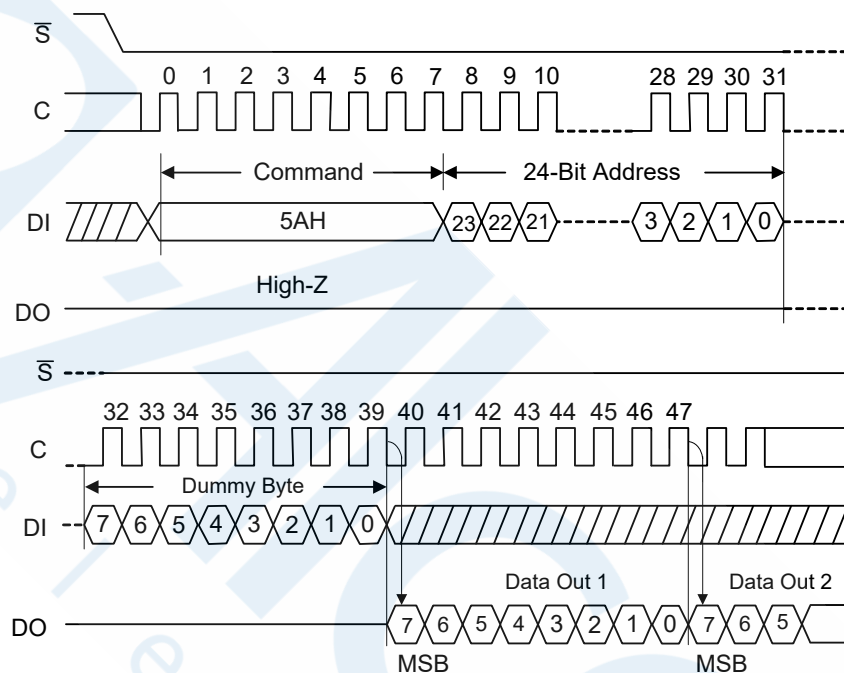 S
0 1 2 3 4 5 6 7 8 9 10 28 29 30 31
C
Command 24-Bit Address
DI 5AH 23 22 21 3 2 1 0
High-Z
DO
S
32 33 34 35 36 37 38 39 40 41 42 43 44 45 46 47
C
Dummy Byte
DI 7 6 5 4 3 2 1 0
Data Out 1 Data Out 2
DO 7 6 5 4 3 2 1 0 7 6 5
MSB MSB